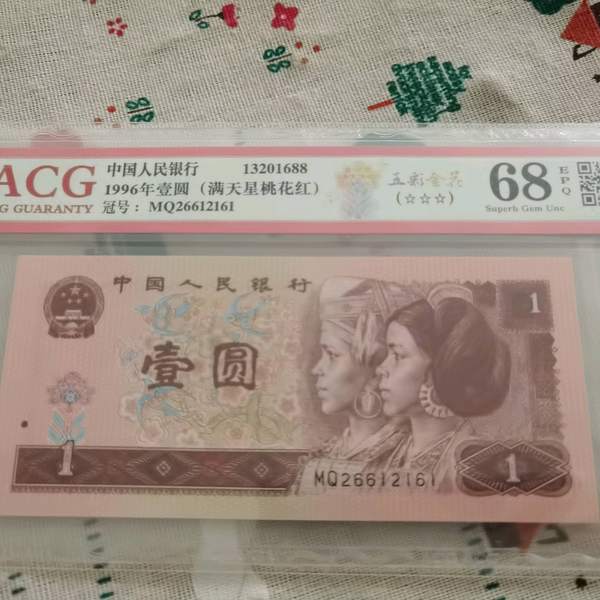 ACG
G GUARANTY
中国人民银行 13201688
1996年壹圆（满天星桃花红）
冠号：MQ26612161
五彩金花
(☆☆☆)
68
EPQ
Superb Gem Unc
中国人民银行
1
壹圆
1
MQ26612161
1